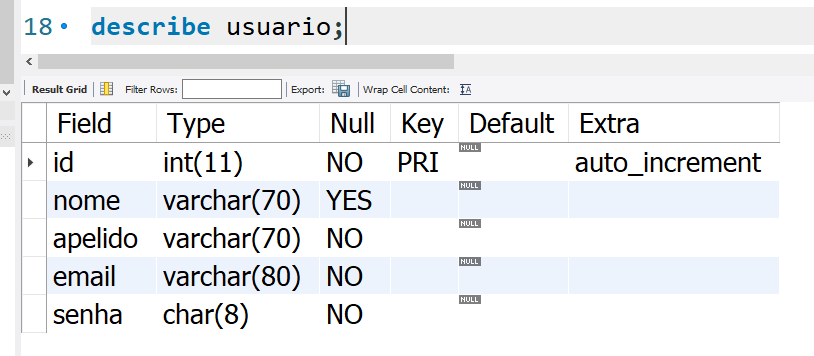 18 describe usuario;
Result Grid Filter Rows: Export: Wrap Cell Content:
Field Type Null Key Default Extra
id int(11) NO PRI NULL auto_increment
nome varchar(70) YES NULL
apelido varchar(70) NO NULL
email varchar(80) NO NULL
senha char(8) NO NULL